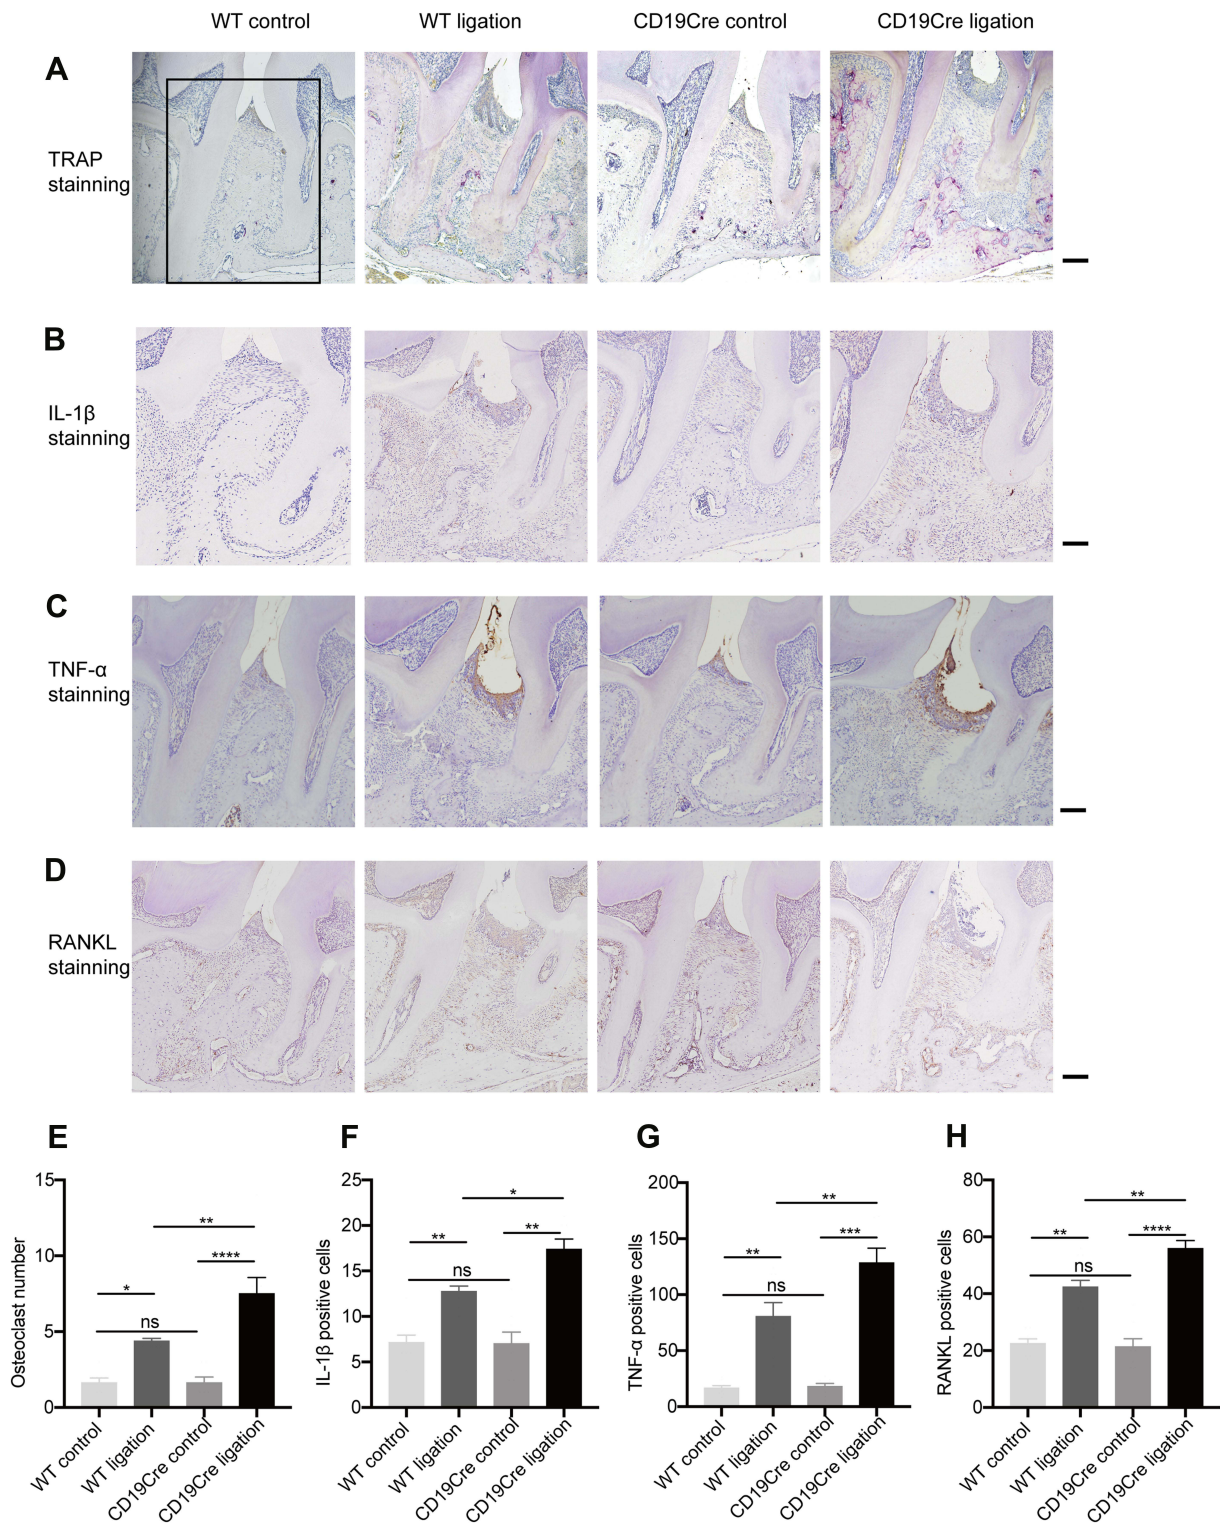 WT control WT ligation CD19Cre control CD19Cre ligation
A
TRAP
stainning
B
IL-1β
stainning
C
TNF-α
stainning
D
RANKL
stainning
E F G H
Osteoclast number
15
10
5
0
*
ns
****
**
WT control
WT ligation
CD19Cre control
CD19Cre ligation
IL-1β positive cells
25
20
15
10
5
0
**
ns
**
*
WT control
WT ligation
CD19Cre control
CD19Cre ligation
TNF-α positive cells
200
150
100
50
0
**
ns
***
**
WT control
WT ligation
CD19Cre control
CD19Cre ligation
RANKL positive cells
80
60
40
20
0
**
ns
****
**
WT control
WT ligation
CD19Cre control
CD19Cre ligation